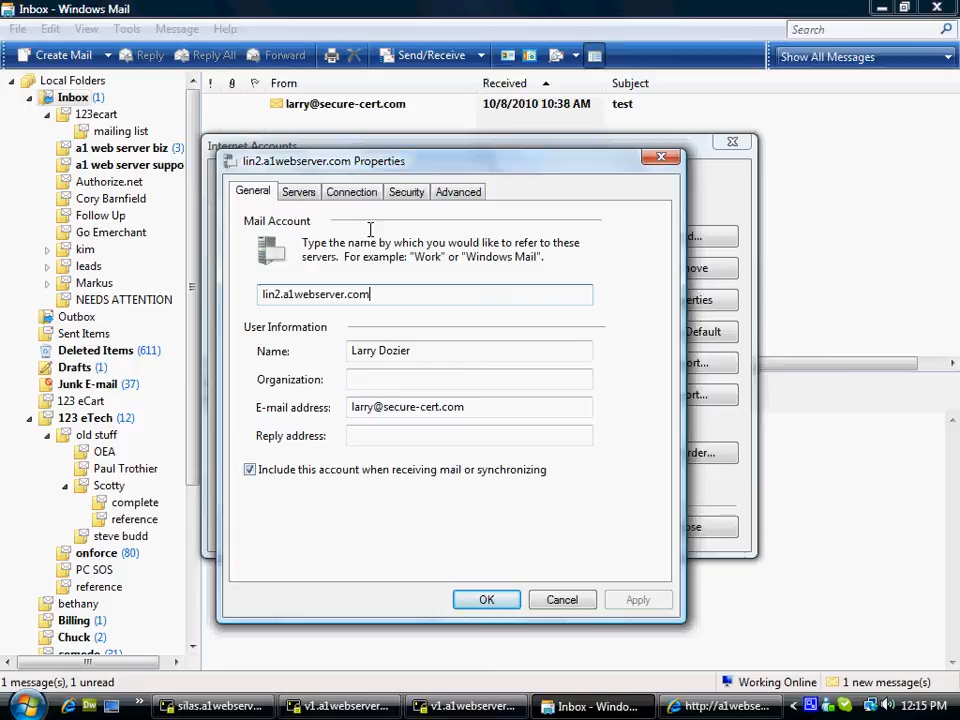 Inbox - Windows Mail
File Edit View Tools Message Help
Search
Create Mail Reply Reply All Forward Send/Receive
Show All Messages
Local Folders
Inbox (1)
123ecart
mailing list
a1 web server biz (3)
a1 web server suppo
Authorize.net
Cory Barnfield
Follow Up
Go Emerchant
kim
leads
Markus
NEEDS ATTENTION
Outbox
Sent Items
Deleted Items (611)
Drafts (1)
Junk E-mail (37)
123 eCart
123 eTech (12)
old stuff
OEA
Paul Trothier
Scotty
complete
reference
steve budd
onforce (80)
PC SOS
reference
bethany
Billing (1)
Chuck (2)
! From Received Subject
larry@secure-cert.com 10/8/2010 10:38 AM test
Internet Accounts
lin2.a1webserver.com Properties
General Servers Connection Security Advanced
Mail Account
Type the name by which you would like to refer to these
servers. For example: "Work" or "Windows Mail".
lin2.a1webserver.com
User Information
Name: Larry Dozier
Organization:
E-mail address: larry@secure-cert.com
Reply address:
Include this account when receiving mail or synchronizing
OK Cancel Apply
d...
move
perties
Default
ort...
ort...
rder...
ose
1 message(s), 1 unread
Working Online
1 new message(s)
silas.a1webserv...
v1.a1webserver...
v1.a1webserver...
Inbox - Windo...
http://a1webse...
12:15 PM